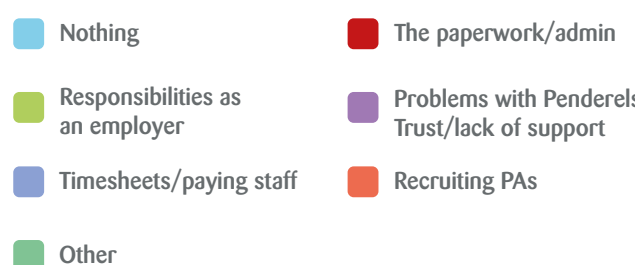 Nothing
The paperwork/admin
Responsibilities as
an employer
Problems with Penderels
Trust/lack of support
Timesheets/paying staff
Recruiting PAs
Other